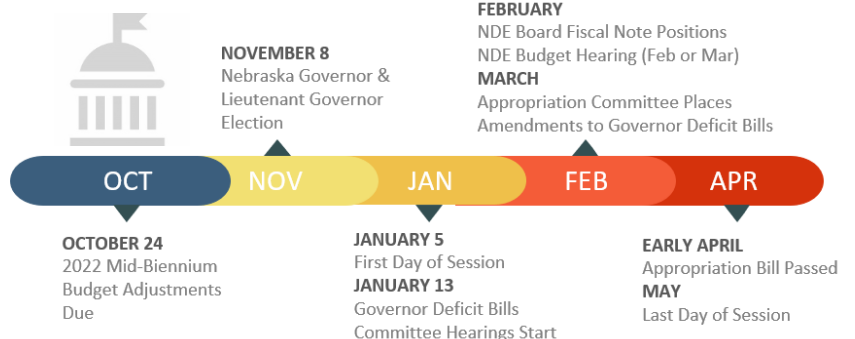 FEBRUARY
NDE Board Fiscal Note Positions
NDE Budget Hearing (Feb or Mar)
MARCH
Appropriation Committee Places
Amendments to Governor Deficit Bills
NOVEMBER 8
Nebraska Governor &
Lieutenant Governor
Election
OCT
NOV
JAN
FEB
APR
OCTOBER 24
2022 Mid-Biennium
Budget Adjustments
Due
JANUARY 5
First Day of Session
JANUARY 13
Governor Deficit Bills
Committee Hearings Start
EARLY APRIL
Appropriation Bill Passed
MAY
Last Day of Session